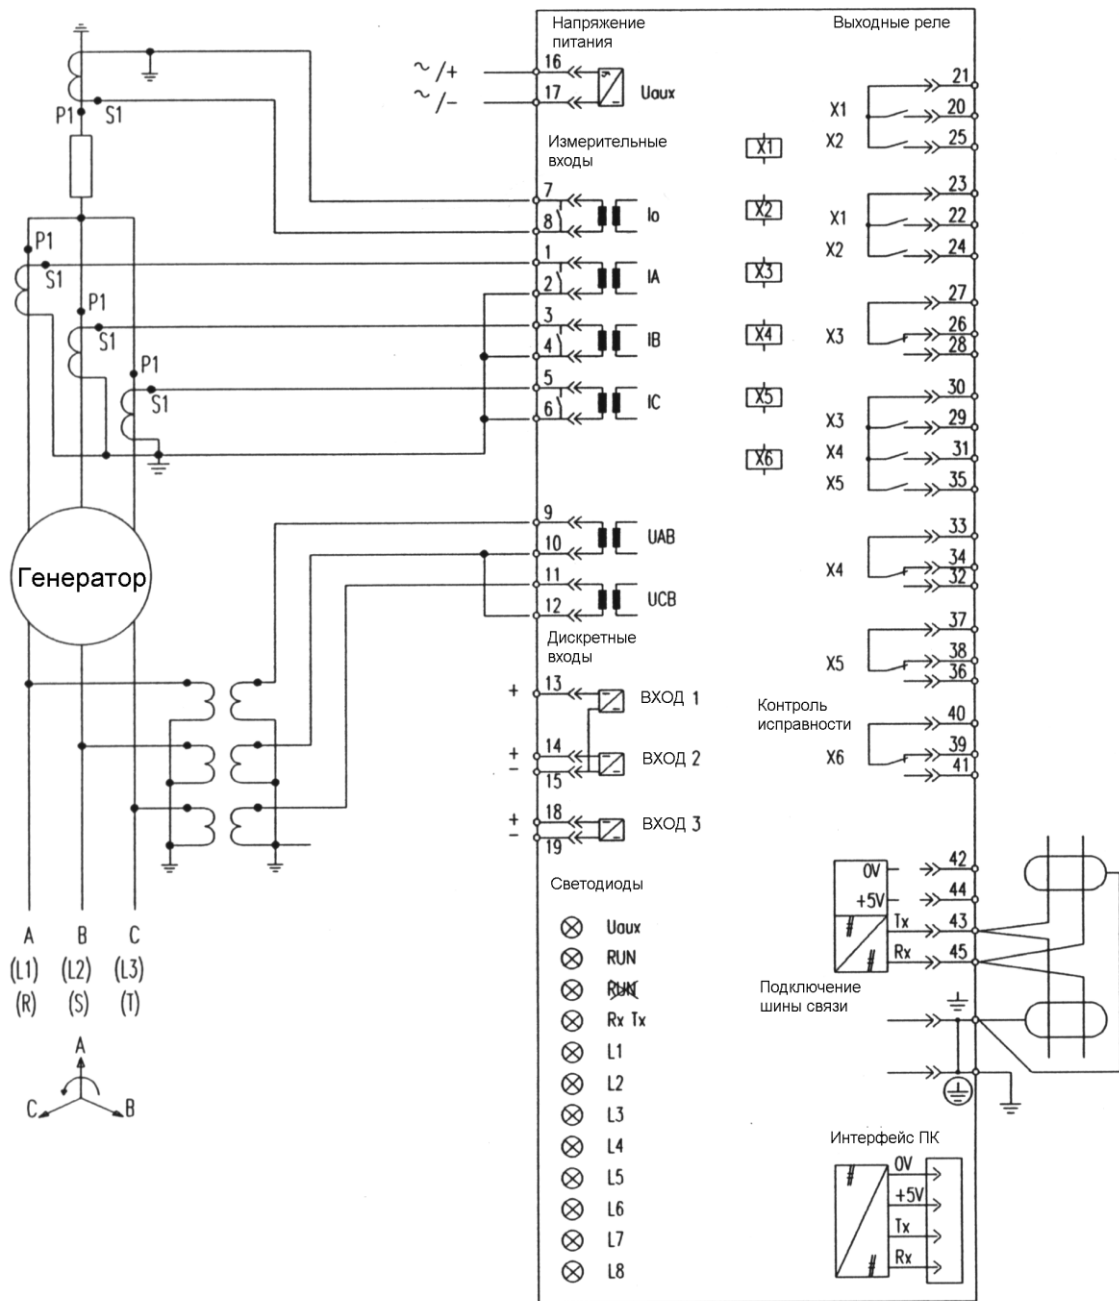 Напряжение
питания
Выходные реле
~/+
16
~/−
17
Uaux
21
X1
20
X2
25
P1
S1
Измерительные
входы
X1
7
Io
8
X2
23
X1
22
X2
24
P1
S1
1
IA
2
X3
P1
S1
3
IB
4
X4
27
X3
26
28
P1
S1
5
IC
6
X5
X6
30
X3
29
X4
31
X5
35
9
UAB
10
11
UCB
12
33
34
X4
32
Генератор
Дискретные
входы
37
38
X5
36
+
13
ВХОД 1
+
14
ВХОД 2
−
15
+
18
ВХОД 3
−
19
Контроль
исправности
40
39
X6
41
Светодиоды
Uaux
RUN
RUN
Rx Tx
L1
L2
L3
L4
L5
L6
L7
L8
0V
42
+5V
44
Tx
43
Rx
45
Подключение
шины связи
A B C
(L1) (L2) (L3)
(R) (S) (T)
A
C B
Интерфейс ПК
0V
+5V
Tx
Rx